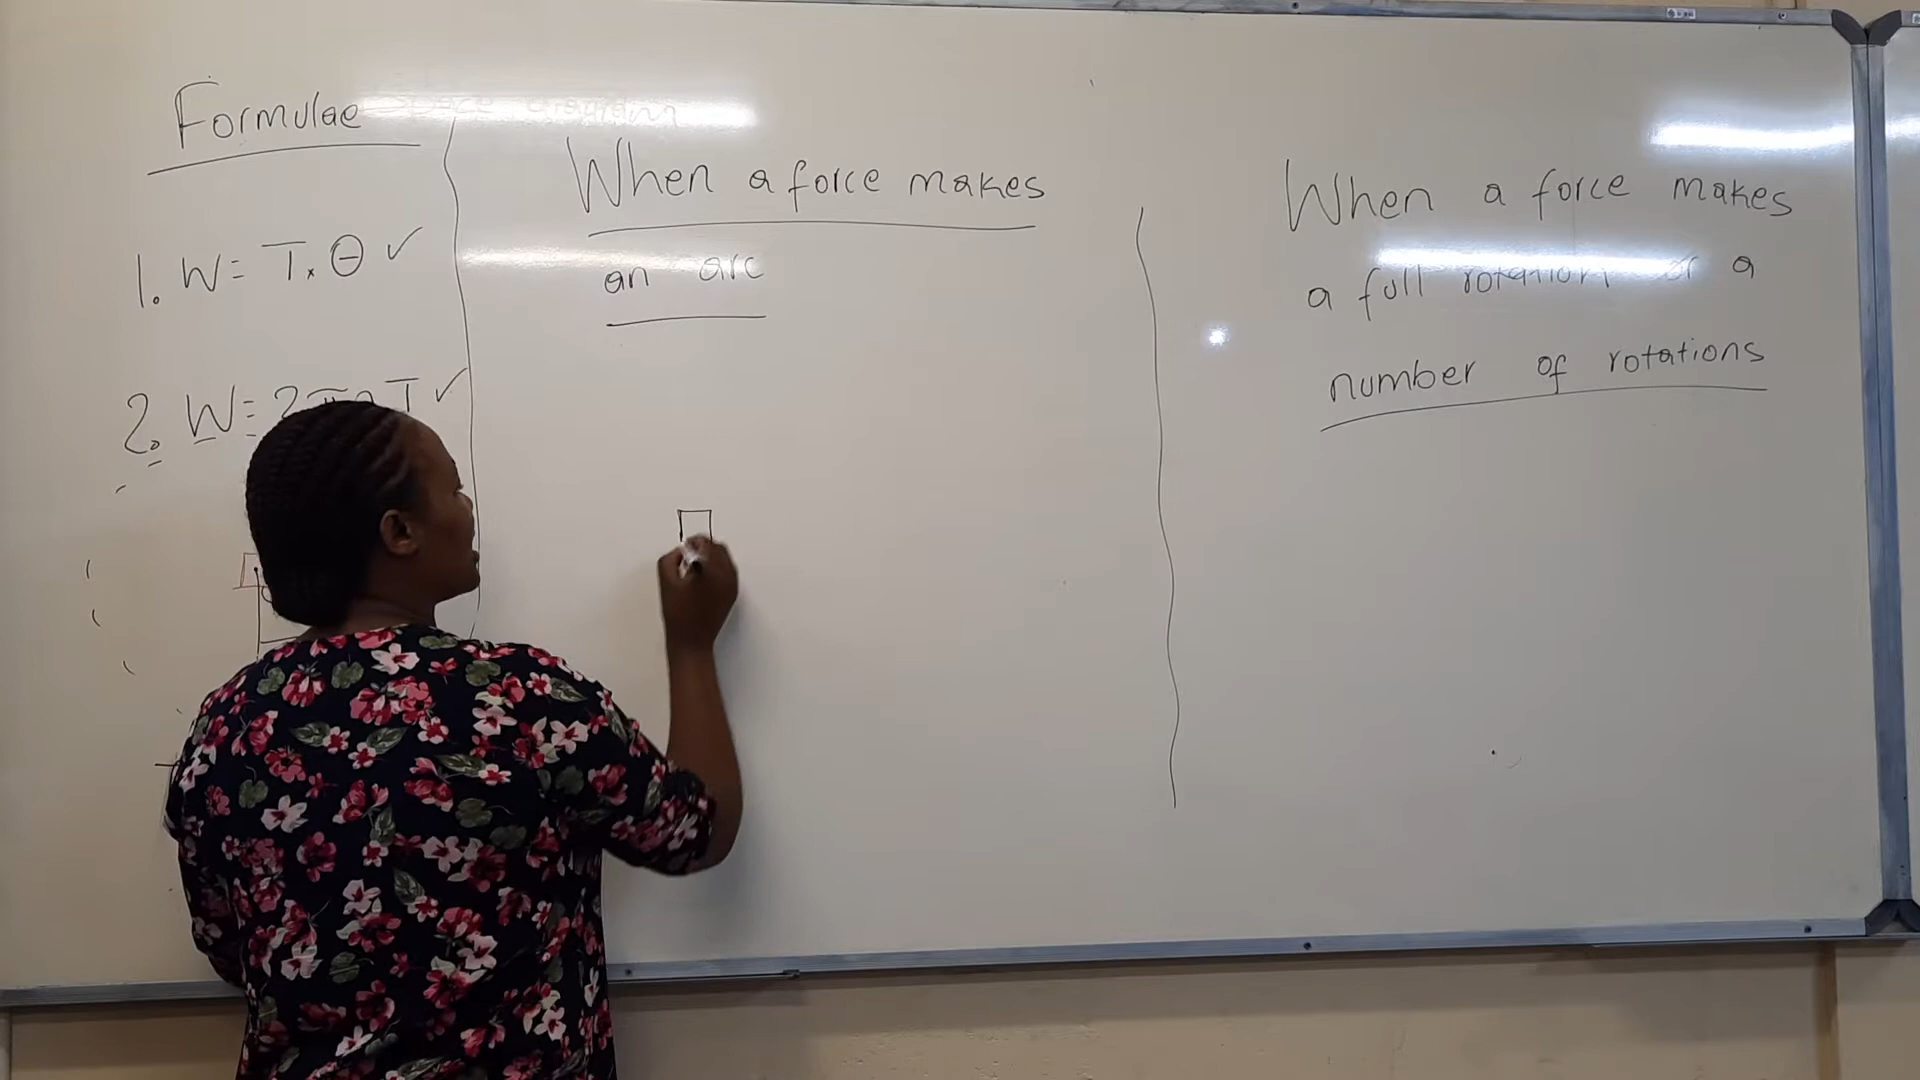 Formulae
1. W = T × θ ✓
2. W = 2πnT ✓
When a force makes
an arc
When a force makes
a full rotation or a
number of rotations